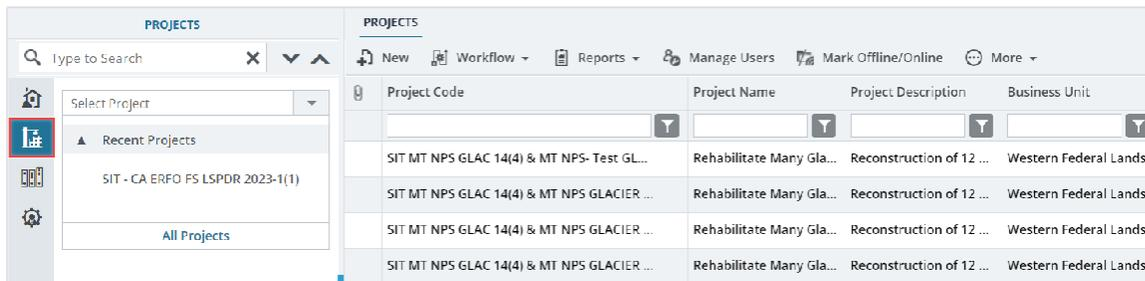 PROJECTS
Type to Search
Select Project
Recent Projects
SIT - CA ERFO FS LSPDR 2023-1(1)
All Projects
PROJECTS
New Workflow Reports Manage Users Mark Offline/Online More
Project Code Project Name Project Description Business Unit
SIT MT NPS GLAC 14(4) & MT NPS- Test GL... Rehabilitate Many Gla... Reconstruction of 12 ... Western Federal Lands
SIT MT NPS GLAC 14(4) & MT NPS GLACIER ... Rehabilitate Many Gla... Reconstruction of 12 ... Western Federal Lands
SIT MT NPS GLAC 14(4) & MT NPS GLACIER ... Rehabilitate Many Gla... Reconstruction of 12 ... Western Federal Lands
SIT MT NPS GLAC 14(4) & MT NPS GLACIER ... Rehabilitate Many Gla... Reconstruction of 12 ... Western Federal Lands